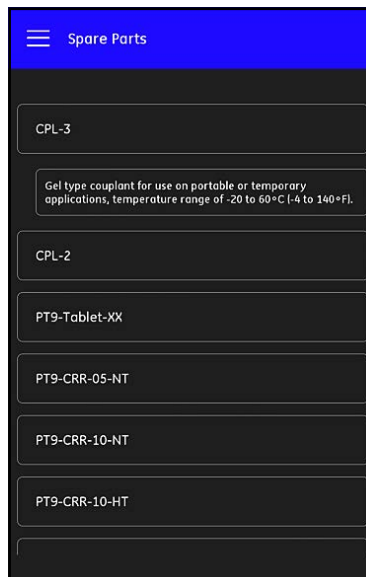 Spare Parts
CPL-3
Gel type couplant for use on portable or temporary
applications, temperature range of -20 to 60°C (-4 to 140°F).
CPL-2
PT9-Tablet-XX
PT9-CRR-05-NT
PT9-CRR-10-NT
PT9-CRR-10-HT